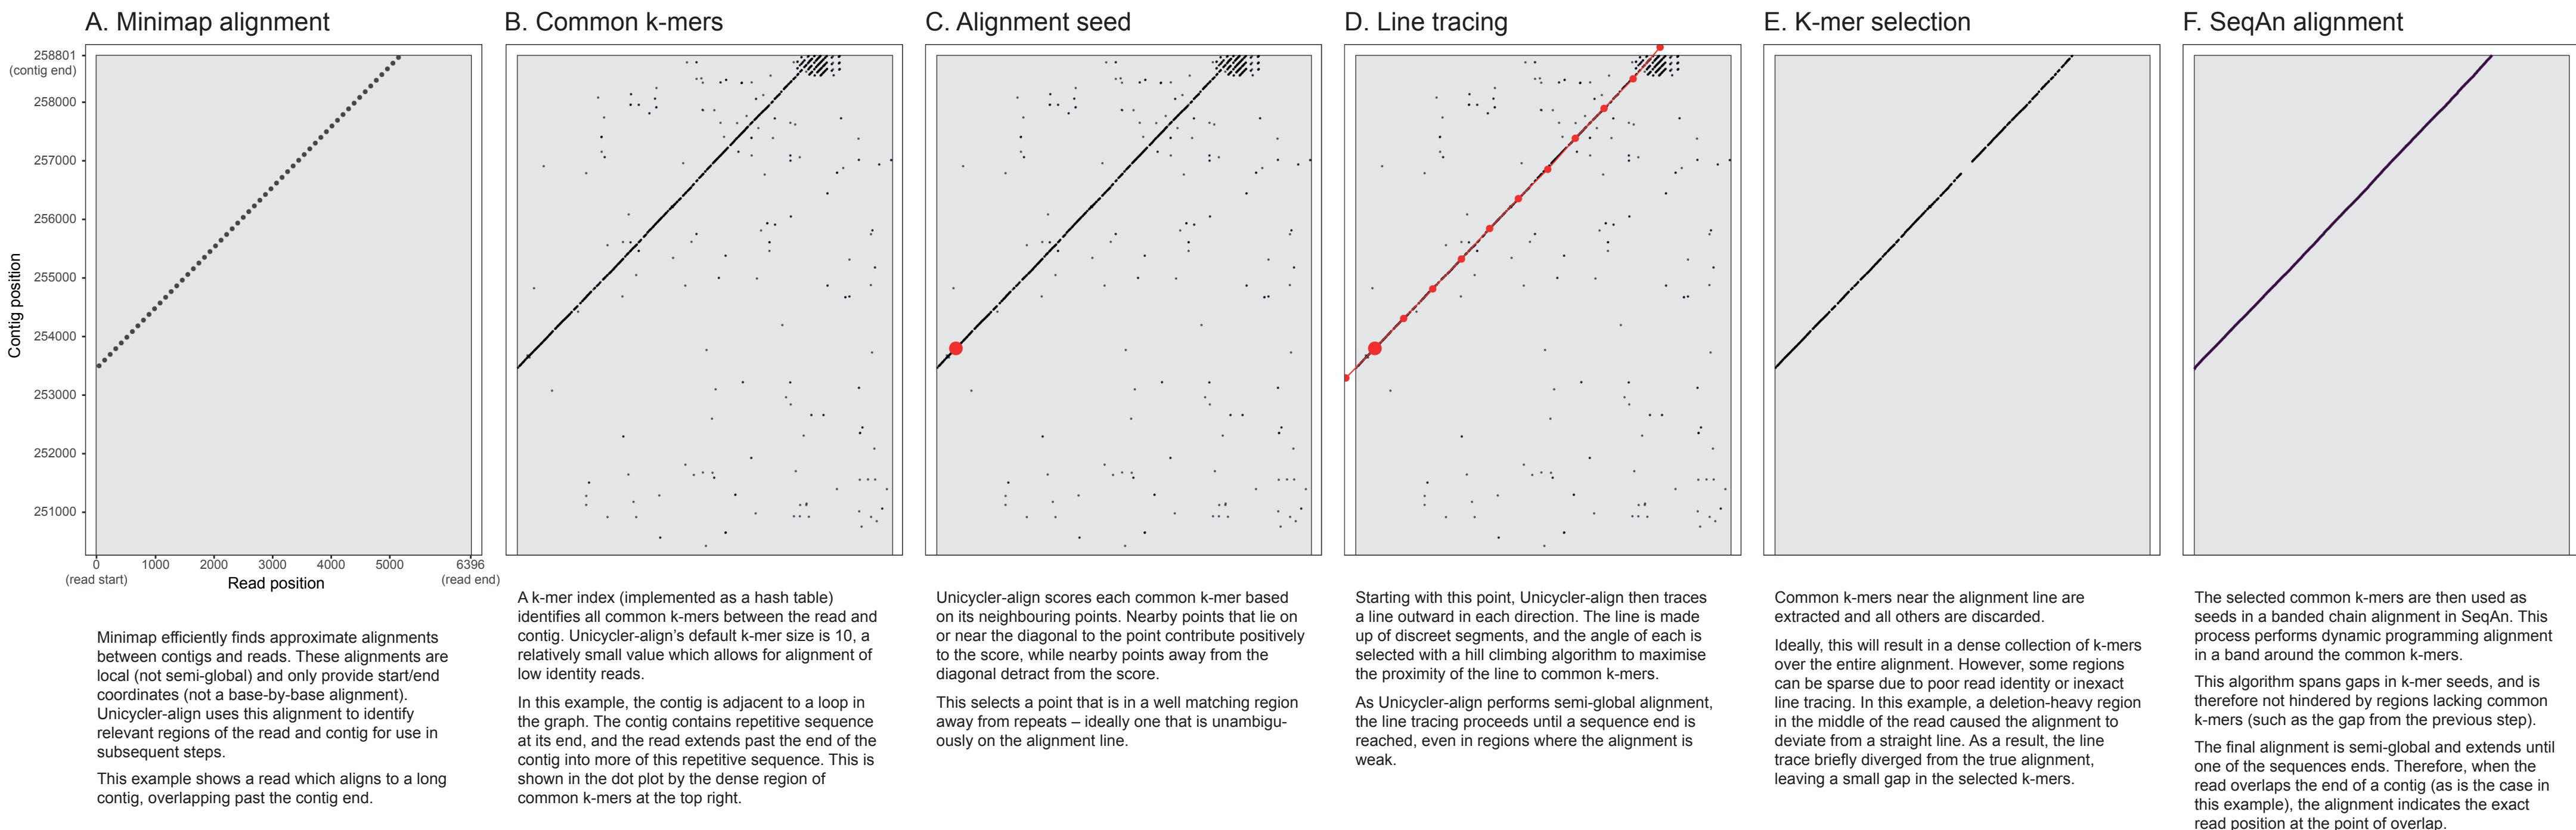 A. Minimap alignment
B. Common k-mers
C. Alignment seed
D. Line tracing
E. K-mer selection
F. SeqAn alignment
258801
(contig end)
258000
257000
256000
255000
254000
253000
252000
251000
Contig position
0
(read start)
1000
2000
3000
4000
5000
6396
(read end)
Read position
Minimap efficiently finds approximate alignments
between contigs and reads. These alignments are
local (not semi-global) and only provide start/end
coordinates (not a base-by-base alignment).
Unicycler-align uses this alignment to identify
relevant regions of the read and contig for use in
subsequent steps.
This example shows a read which aligns to a long
contig, overlapping past the contig end.
A k-mer index (implemented as a hash table)
identifies all common k-mers between the read and
contig. Unicycler-align's default k-mer size is 10, a
relatively small value which allows for alignment of
low identity reads.
In this example, the contig is adjacent to a loop in
the graph. The contig contains repetitive sequence
at its end, and the read extends past the end of the
contig into more of this repetitive sequence. This is
shown in the dot plot by the dense region of
common k-mers at the top right.
Unicycler-align scores each common k-mer based
on its neighbouring points. Nearby points that lie on
or near the diagonal to the point contribute positively
to the score, while nearby points away from the
diagonal detract from the score.
This selects a point that is in a well matching region
away from repeats – ideally one that is unambigu-
ously on the alignment line.
Starting with this point, Unicycler-align then traces
a line outward in each direction. The line is made
up of discreet segments, and the angle of each is
selected with a hill climbing algorithm to maximise
the proximity of the line to common k-mers.
As Unicycler-align performs semi-global alignment,
the line tracing proceeds until a sequence end is
reached, even in regions where the alignment is
weak.
Common k-mers near the alignment line are
extracted and all others are discarded.
Ideally, this will result in a dense collection of k-mers
over the entire alignment. However, some regions
can be sparse due to poor read identity or inexact
line tracing. In this example, a deletion-heavy region
in the middle of the read caused the alignment to
deviate from a straight line. As a result, the line
trace briefly diverged from the true alignment,
leaving a small gap in the selected k-mers.
The selected common k-mers are then used as
seeds in a banded chain alignment in SeqAn. This
process performs dynamic programming alignment
in a band around the common k-mers.
This algorithm spans gaps in k-mer seeds, and is
therefore not hindered by regions lacking common
k-mers (such as the gap from the previous step).
The final alignment is semi-global and extends until
one of the sequences ends. Therefore, when the
read overlaps the end of a contig (as is the case in
this example), the alignment indicates the exact
read position at the point of overlap.